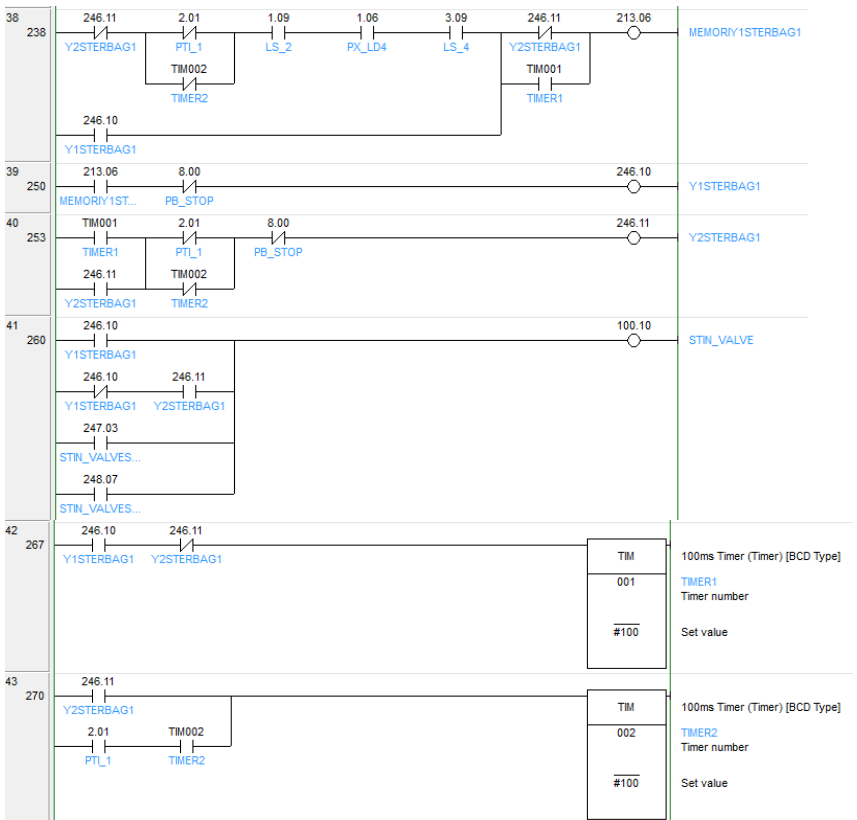 38 246.11 2.01 1.09 1.06 3.09 246.11 213.06
238
Y2STERBAG1 PTI_1 LS_2 PX_LD4 LS_4 Y2STERBAG1 MEMORIY1STERBAG1
TIM002 TIM001
TIMER2 TIMER1
246.10
Y1STERBAG1
39 213.06 8.00 246.10
250 Y1STERBAG1
MEMORIY1ST... PB_STOP
40 TIM001 2.01 8.00 246.11
253 Y2STERBAG1
TIMER1 PTI_1 PB_STOP
246.11 TIM002
Y2STERBAG1 TIMER2
41 246.10 100.10
260 STIN_VALVE
Y1STERBAG1
246.10 246.11
Y1STERBAG1 Y2STERBAG1
247.03
STIN_VALVES...
248.07
STIN_VALVES...
42 246.10 246.11
267
Y1STERBAG1 Y2STERBAG1 TIM 100ms Timer (Timer) [BCD Type]
001 TIMER1
Timer number
#100 Set value
43 246.11
270
Y2STERBAG1 TIM 100ms Timer (Timer) [BCD Type]
2.01 TIM002 002 TIMER2
PTI_1 TIMER2 Timer number
#100 Set value